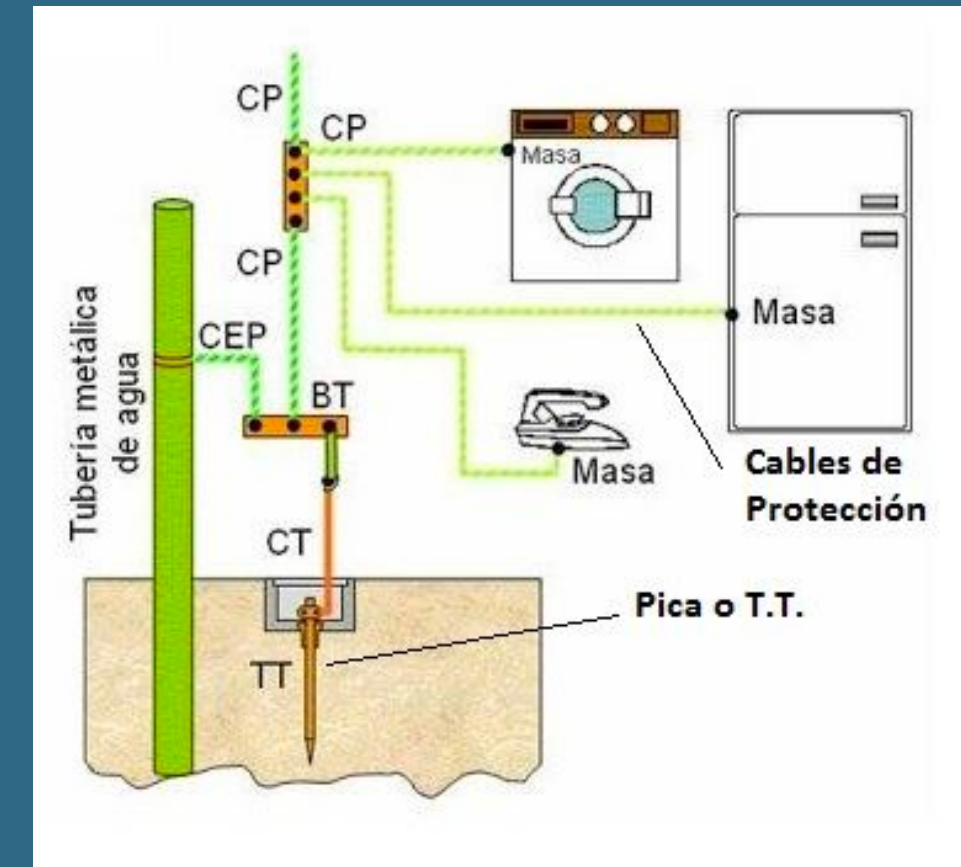 CP
CP
Masa
CP
Masa
CEP
Tubería metálica
de agua
BT
Masa
Cables de
Protección
CT
Pica o T.T.
TT